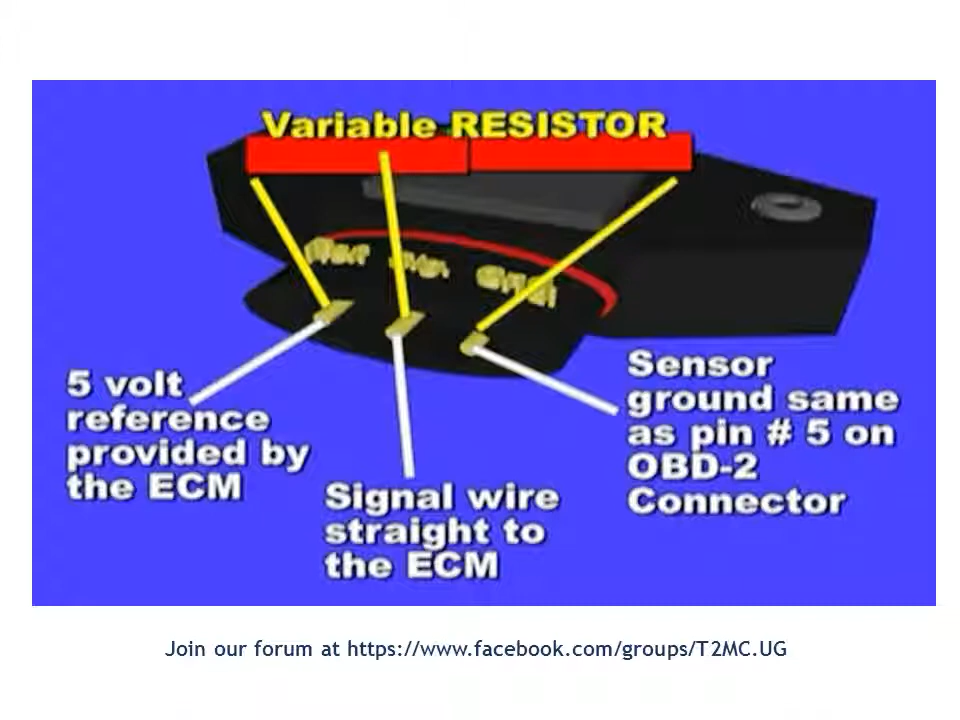 Variable RESISTOR
5 volt
reference
provided by
the ECM
Signal wire
straight to
the ECM
Sensor
ground same
as pin # 5 on
OBD-2
Connector
Join our forum at https://www.facebook.com/groups/T2MC.UG